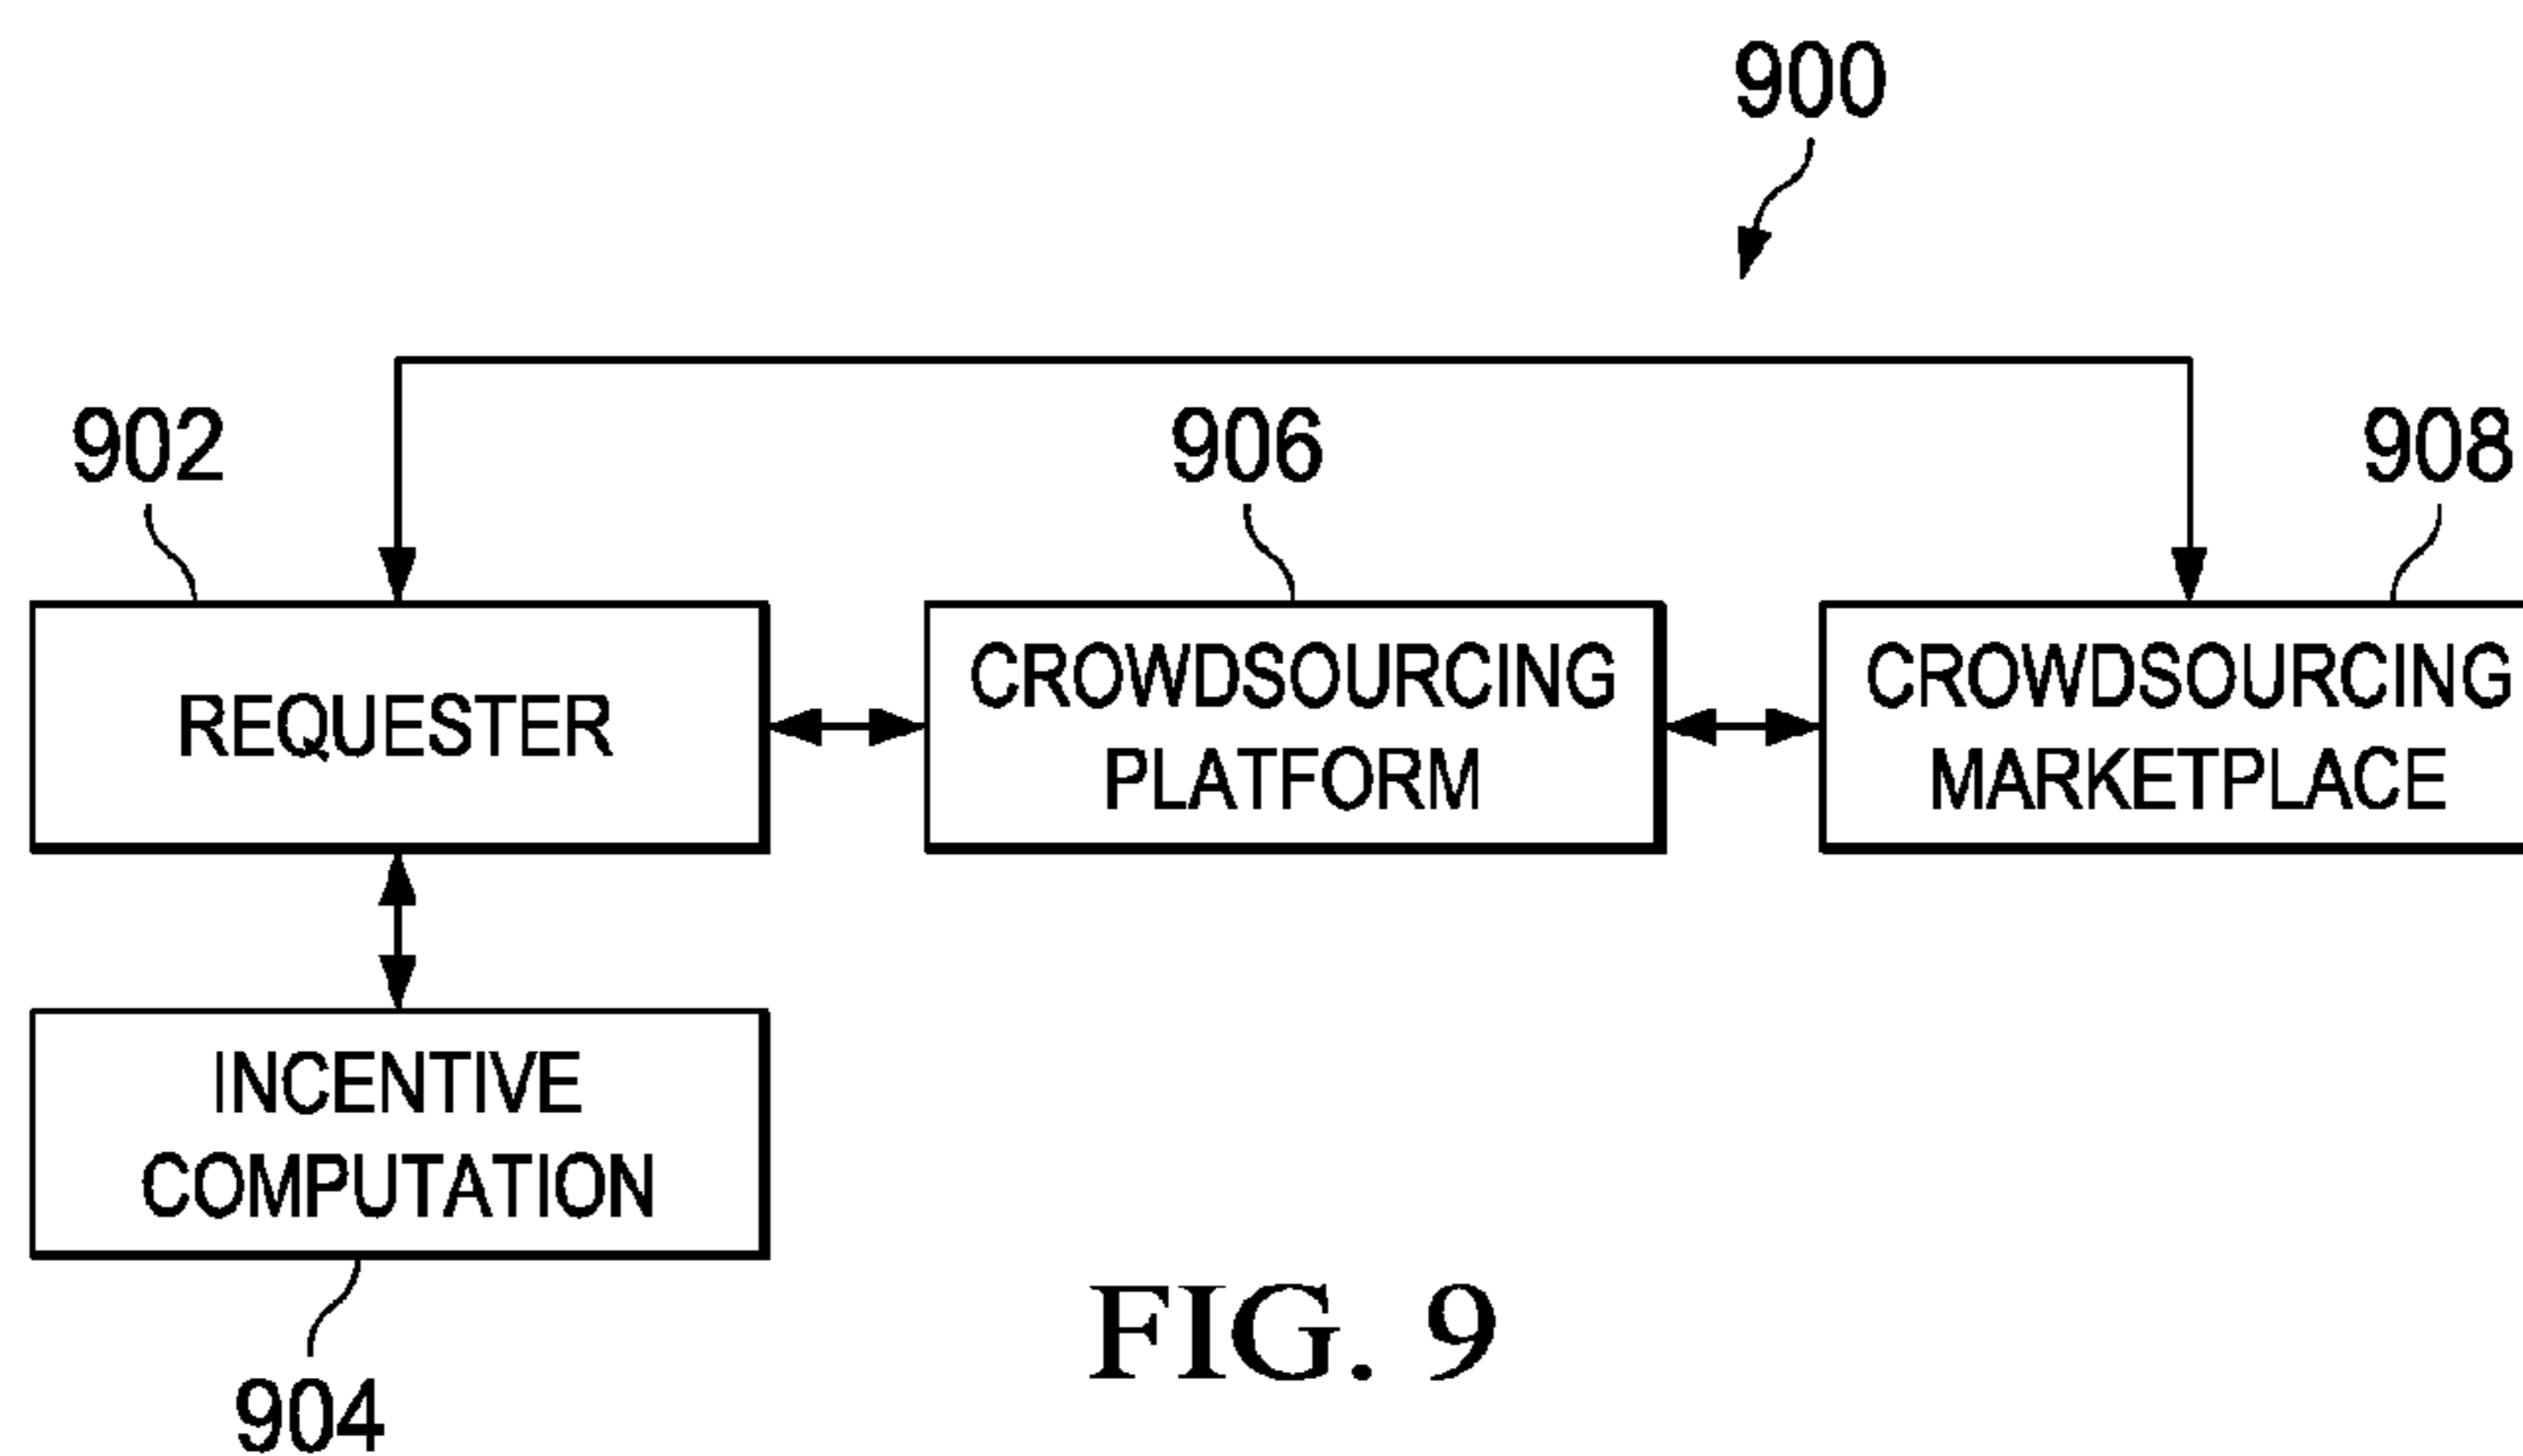 900
902
906
908
REQUESTER
CROWDSOURCING
PLATFORM
CROWDSOURCING
MARKETPLACE
INCENTIVE
COMPUTATION
904
FIG. 9